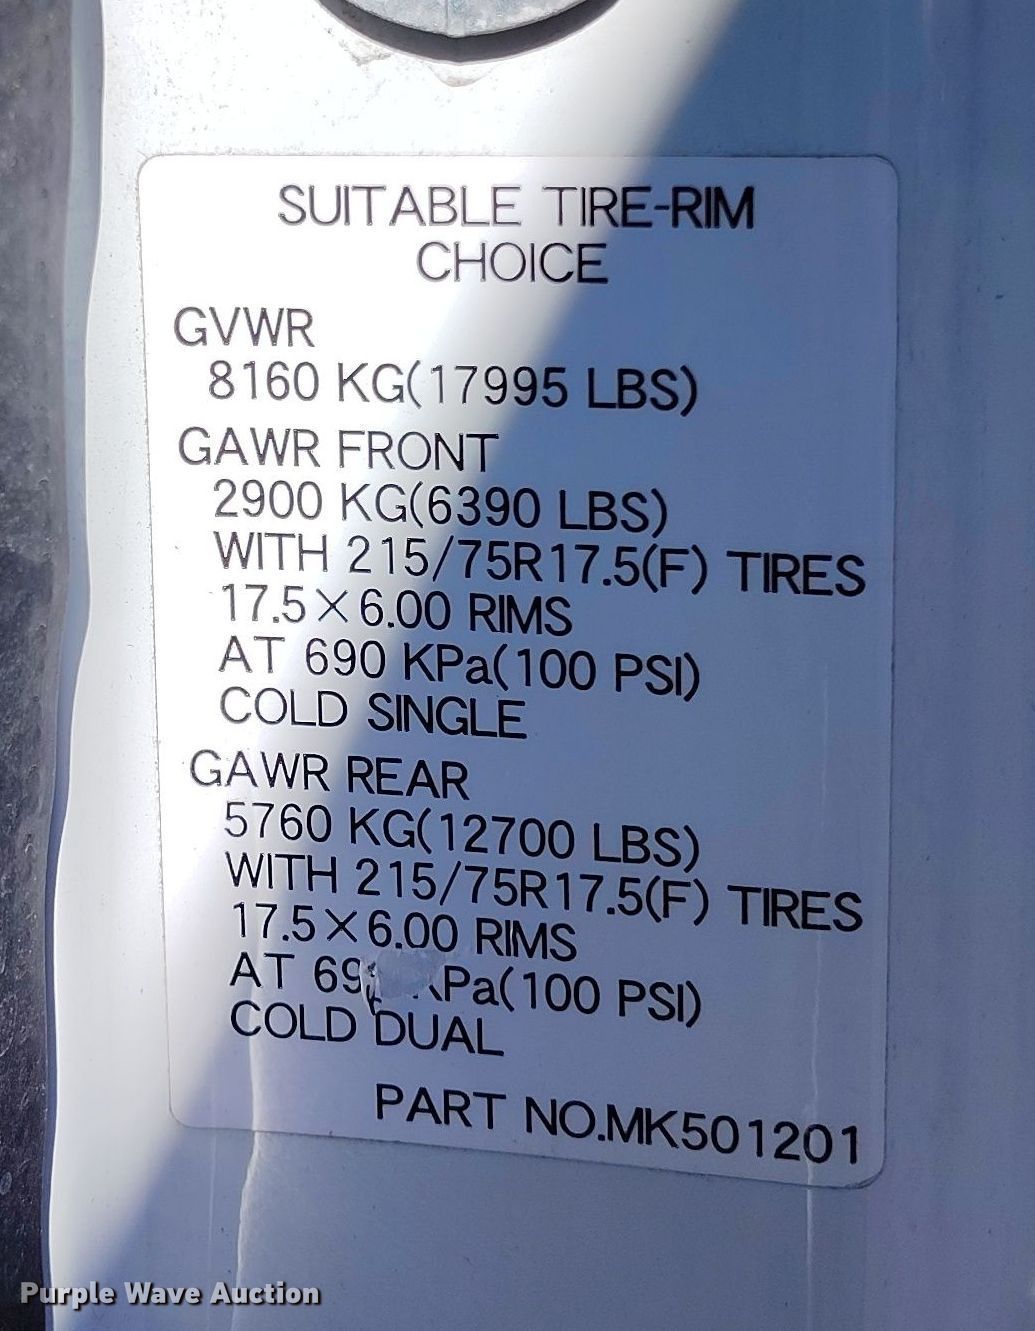 SUITABLE TIRE-RIM
CHOICE
GVWR
8160 KG(17995 LBS)
GAWR FRONT
2900 KG(6390 LBS)
WITH 215/75R17.5(F) TIRES
17.5×6.00 RIMS
AT 690 KPa(100 PSI)
COLD SINGLE
GAWR REAR
5760 KG(12700 LBS)
WITH 215/75R17.5(F) TIRES
17.5×6.00 RIMS
AT KPa(100 PSI)
COLD DUAL
PART NO.MK501201
Purple Wave Auction